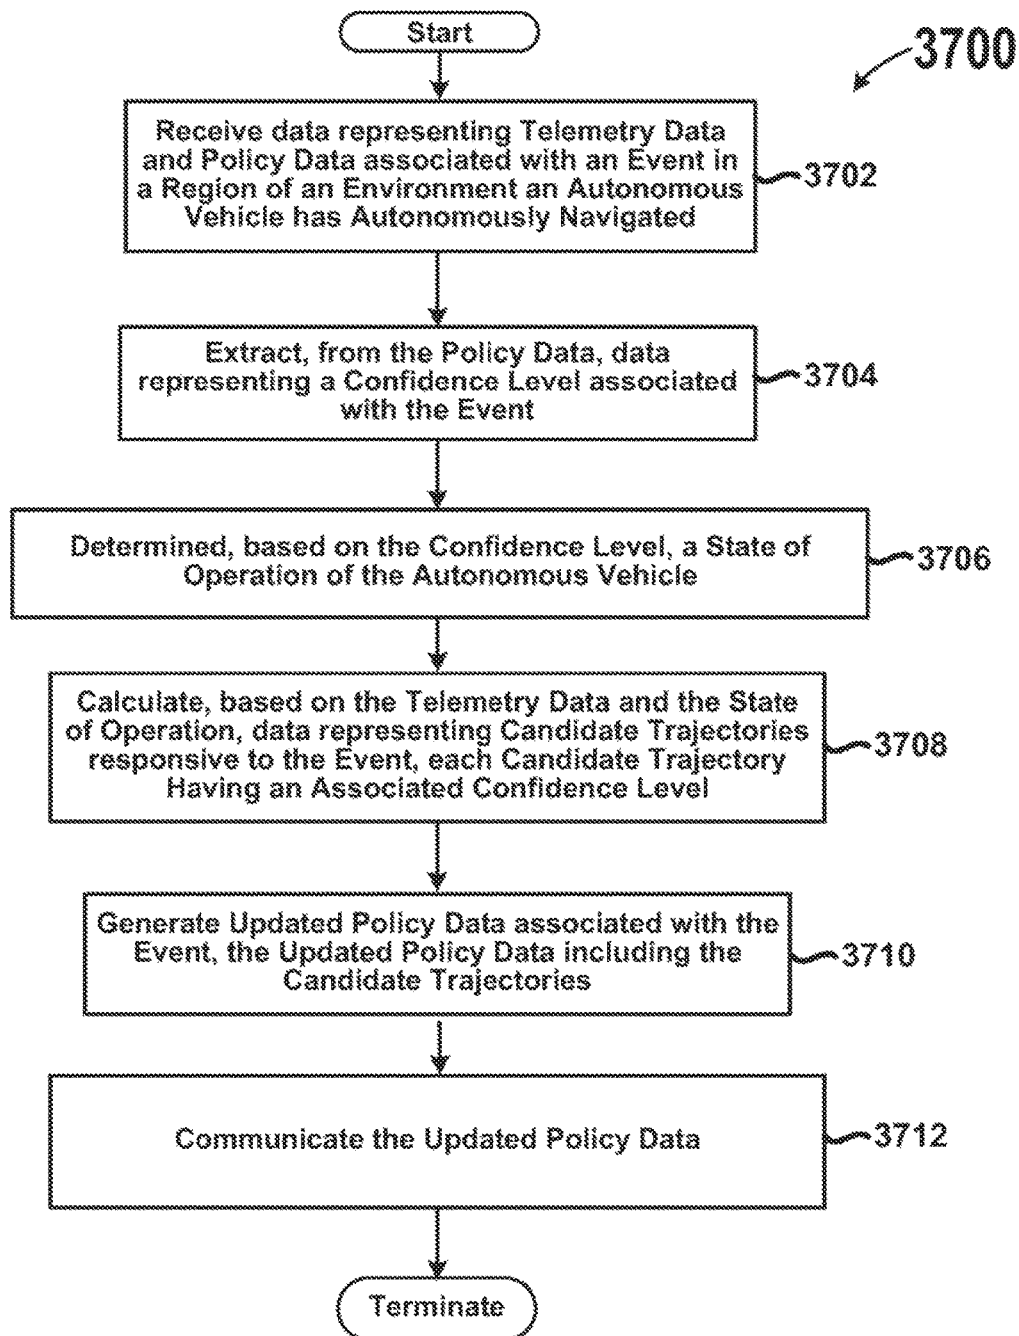 Start
3700
Receive data representing Telemetry Data
and Policy Data associated with an Event in
a Region of an Environment an Autonomous
Vehicle has Autonomously Navigated
3702
Extract, from the Policy Data, data
representing a Confidence Level associated
with the Event
3704
Determined, based on the Confidence Level, a State of
Operation of the Autonomous Vehicle
3706
Calculate, based on the Telemetry Data and the State
of Operation, data representing Candidate Trajectories
responsive to the Event, each Candidate Trajectory
Having an Associated Confidence Level
3708
Generate Updated Policy Data associated with the
Event, the Updated Policy Data including the
Candidate Trajectories
3710
Communicate the Updated Policy Data
3712
Terminate